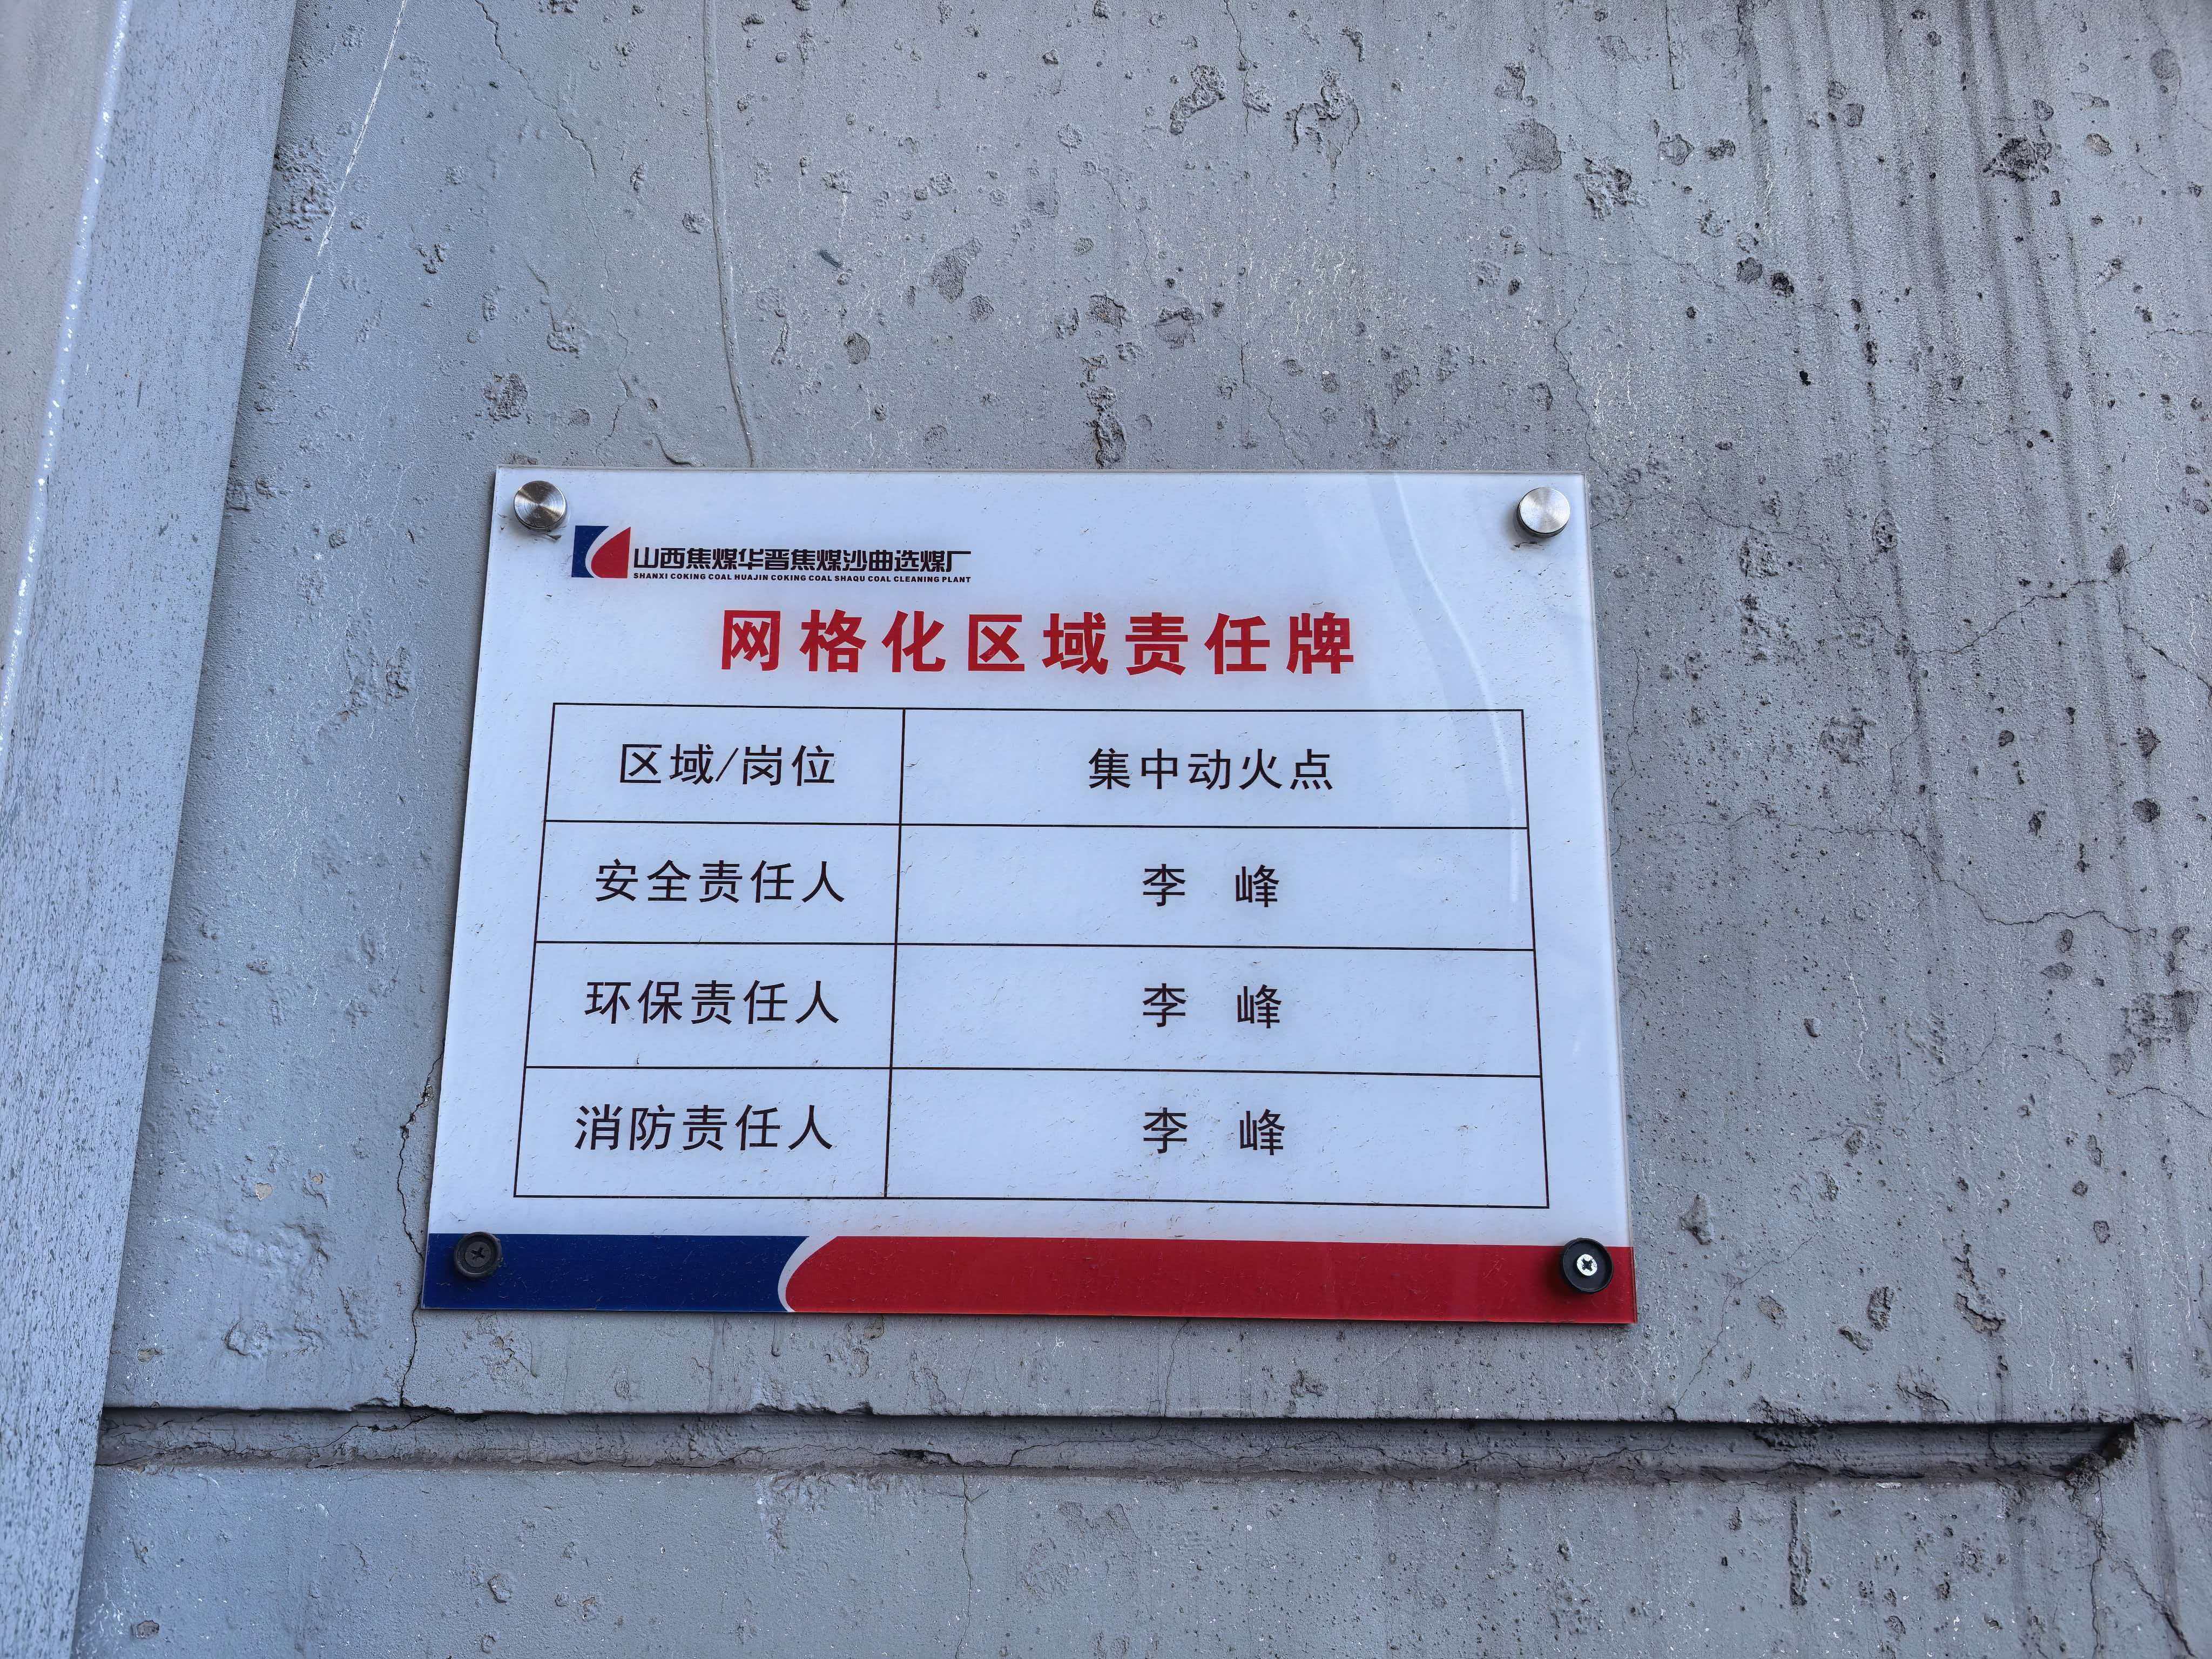 山西焦煤华晋焦煤沙曲选煤厂
SHANXI COKING COAL HUAJIN COKING COAL SHAQU COAL CLEANING PLANT
网格化区域责任牌
区域/岗位 集中动火点
安全责任人 李 峰
环保责任人 李 峰
消防责任人 李 峰